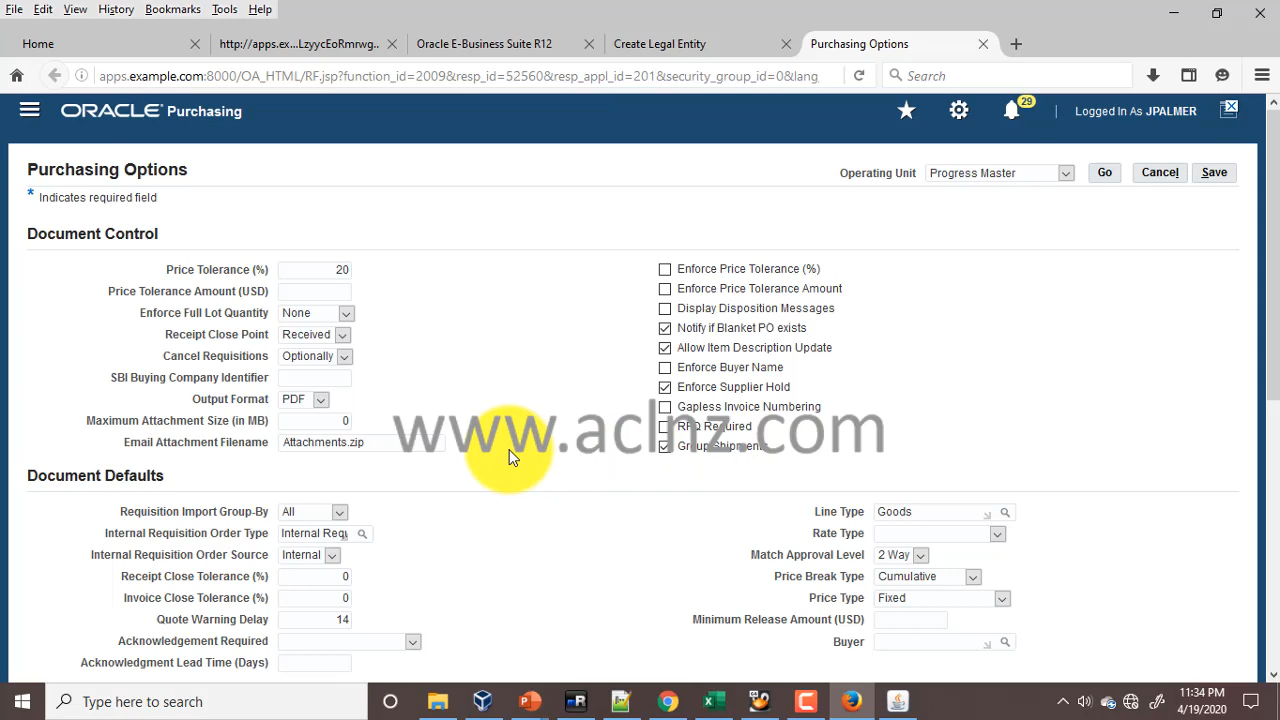 File Edit View History Bookmarks Tools Help
Home http://apps.ex...LzyycEoRmrwg.. Oracle E-Business Suite R12 Create Legal Entity Purchasing Options
apps.example.com:8000/OA_HTML/RF.jsp?function_id=2009&resp_id=52560&resp_appl_id=201&security_group_id=0&lang_ Search
ORACLE Purchasing 29 Logged In As JPALMER
Purchasing Options Operating Unit Progress Master Go Cancel Save
* Indicates required field
Document Control
Price Tolerance (%) 20 Enforce Price Tolerance (%)
Price Tolerance Amount (USD) Enforce Price Tolerance Amount
Enforce Full Lot Quantity None Display Disposition Messages
Receipt Close Point Received Notify if Blanket PO exists
Cancel Requisitions Optionally Allow Item Description Update
SBI Buying Company Identifier Enforce Buyer Name
Output Format PDF Enforce Supplier Hold
Maximum Attachment Size (in MB) 0 Gapless Invoice Numbering
Email Attachment Filename Attachments.zip RFQ Required
www.aclnz.com
Group Shipments
Document Defaults
Requisition Import Group-By All Line Type Goods
Internal Requisition Order Type Internal Requ Rate Type
Internal Requisition Order Source Internal Match Approval Level 2 Way
Receipt Close Tolerance (%) 0 Price Break Type Cumulative
Invoice Close Tolerance (%) 0 Price Type Fixed
Quote Warning Delay 14 Minimum Release Amount (USD)
Acknowledgement Required Buyer
Acknowledgment Lead Time (Days)
Type here to search 11:34 PM
4/19/2020